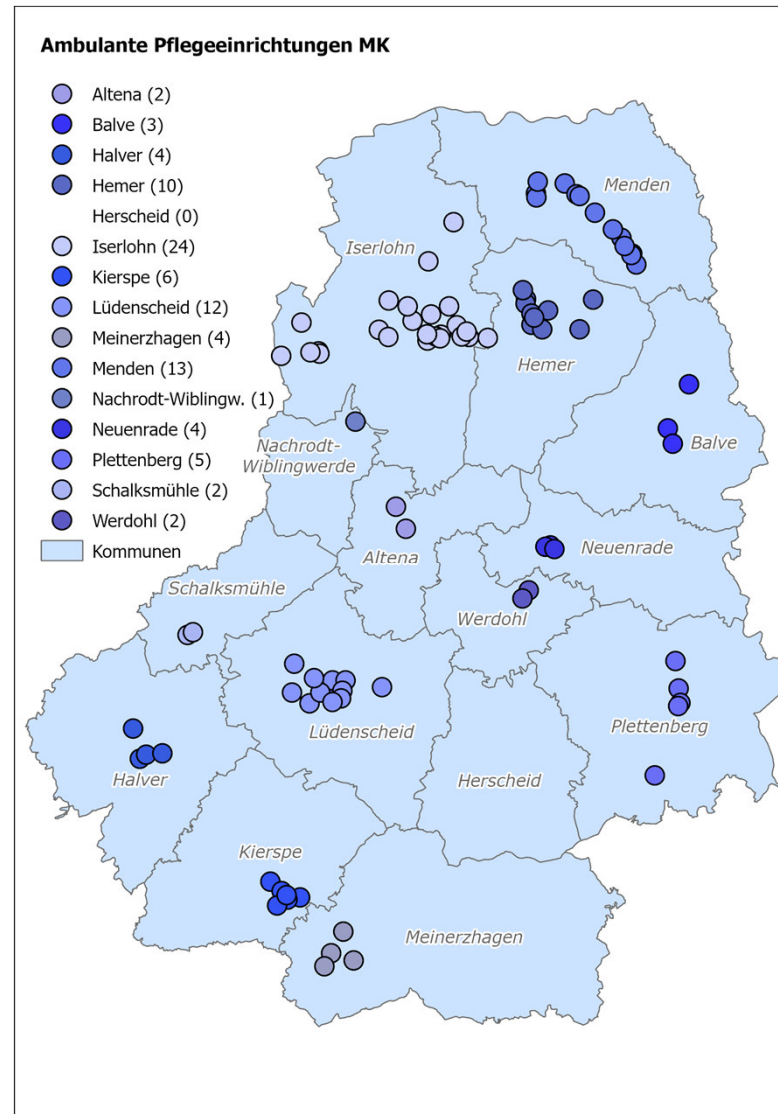 Ambulante Pflegeeinrichtungen MK
Altena (2)
Balve (3)
Halver (4)
Hemer (10)
Herscheid (0)
Iserlohn (24)
Kierspe (6)
Lüdenscheid (12)
Meinerzhagen (4)
Menden (13)
Nachrodt-Wiblingw. (1)
Neuenrade (4)
Plettenberg (5)
Schalksmühle (2)
Werdohl (2)
Kommunen
Menden
Iserlohn
Hemer
Balve
Nachrodt-
Wiblingwerde
Altena
Neuenrade
Schalksmühle
Werdohl
Plettenberg
Lüdenscheid
Herscheid
Halver
Kierspe
Meinerzhagen